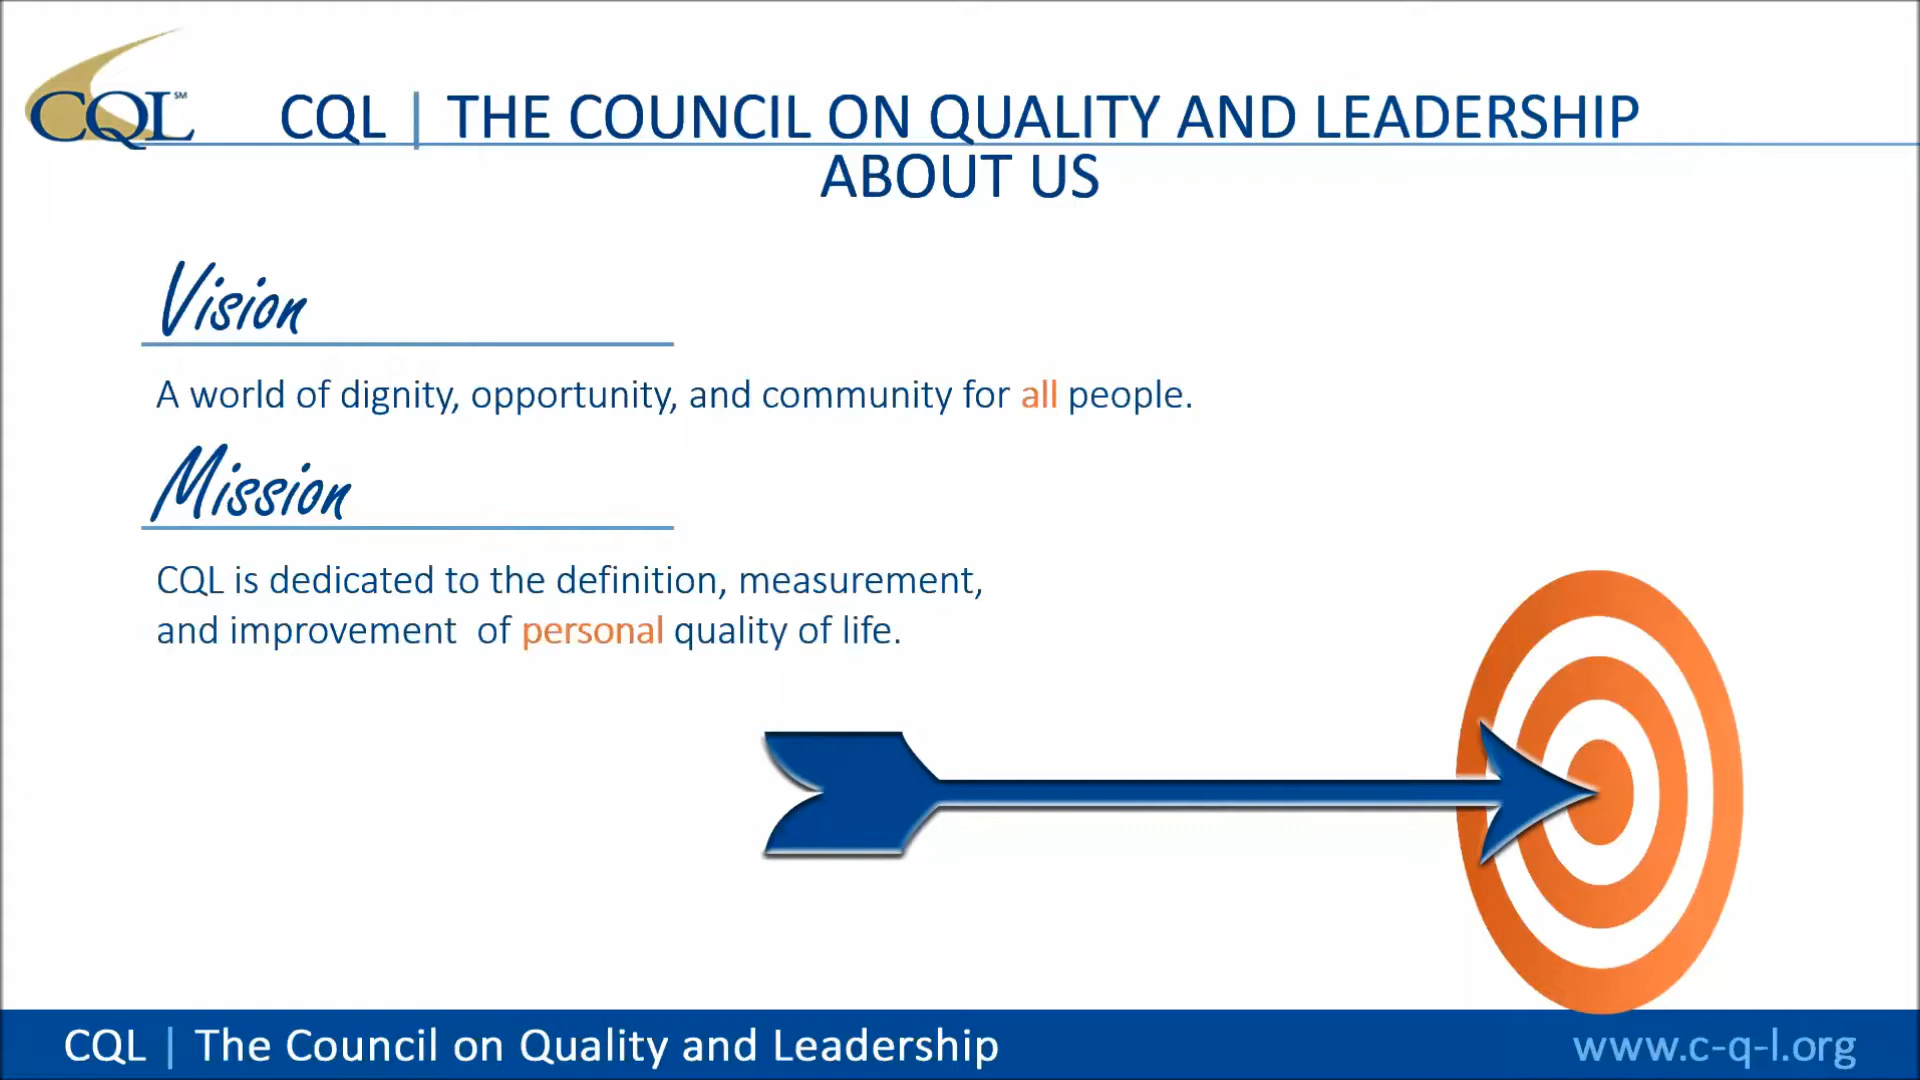 CQL℠
CQL | THE COUNCIL ON QUALITY AND LEADERSHIP
ABOUT US
Vision
A world of dignity, opportunity, and community for all people.
Mission
CQL is dedicated to the definition, measurement,
and improvement of personal quality of life.
CQL | The Council on Quality and Leadership
www.c-q-l.org